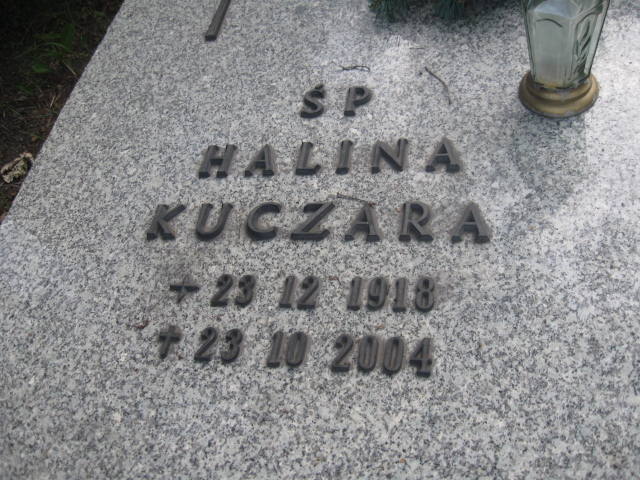 ŚP
HALINA
KUCZARA
+ 23 12 1918
✝ 23 10 2004